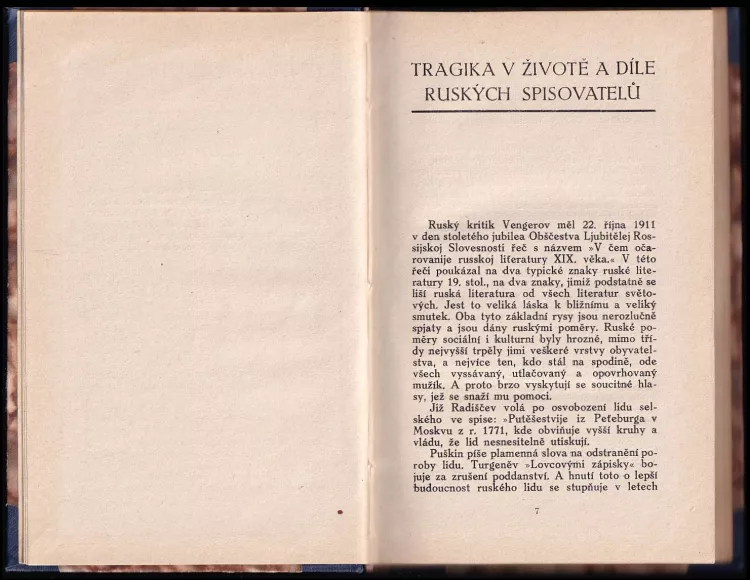 TRAGIKA V ŽIVOTĚ A DÍLE
RUSKÝCH SPISOVATELŮ
Ruský kritik Vengerov měl 22. října 1911
v den stoletého jubilea Obščestva Ljubitělej Ros-
sijskoj Slovesnosti řeč s názvem »V čem oča-
rovanije russkoj literatury XIX. věka.« V této
řeči poukázal na dva typické znaky ruské lite-
ratury 19. stol., na dva znaky, jimiž podstatně se
liší ruská literatura od všech literatur světo-
vých. Jest to veliká láska k bližnímu a veliký
smutek. Oba tyto základní rysy jsou nerozlučně
spjaty a jsou dány ruskými poměry. Ruské po-
měry sociální i kulturní byly hrozné, mimo tří-
dy nejvyšší trpěly jimi veškeré vrstvy obyvatel-
stva, a nejvíce ten, kdo stál na spodině, ode
všech vyssávaný, utlačovaný a opovrhovaný
mužík. A proto brzo vyskytují se soucitné hla-
sy, jež se snaží mu pomoci.
Již Radiščev volá po osvobození lidu sel-
ského ve spise: »Putěšestvije iz Peterburga v
Moskvu z r. 1771, kde obviňuje vyšší kruhy a
vládu, že lid nesnesitelně utiskují.
Puškin píše plamenná slova na odstranění po-
roby lidu. Turgeněv »Lovcovými zápisky« bo-
juje za zrušení poddanství. A hnutí toto o lepší
budoucnost ruského lidu se stupňuje v letech
7